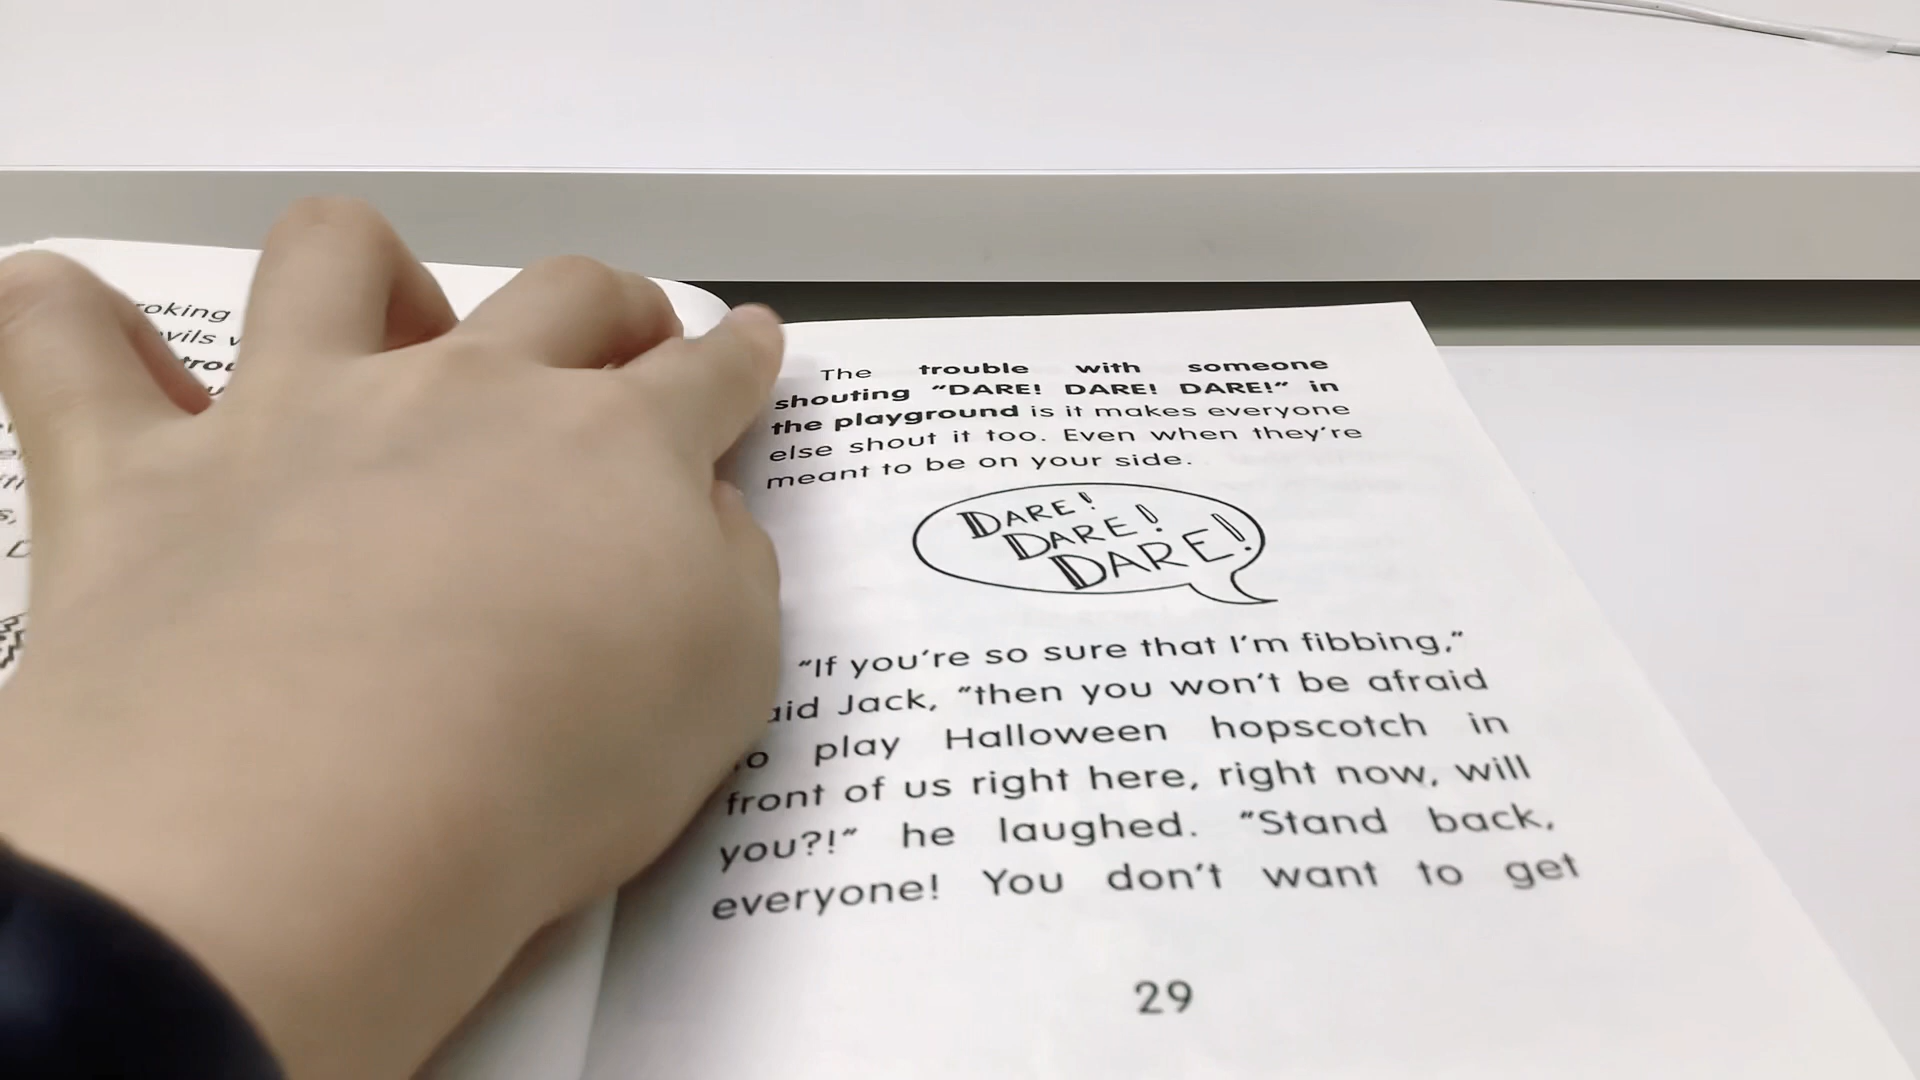 oking
vils
The trouble with someone
shouting “DARE! DARE! DARE!” in
the playground is it makes everyone
else shout it too. Even when they’re
meant to be on your side.
DARE!
DARE!
DARE!
“If you’re so sure that I’m fibbing,”
aid Jack, “then you won’t be afraid
o play Halloween hopscotch in
front of us right here, right now, will
you?!” he laughed. “Stand back,
everyone! You don’t want to get
29